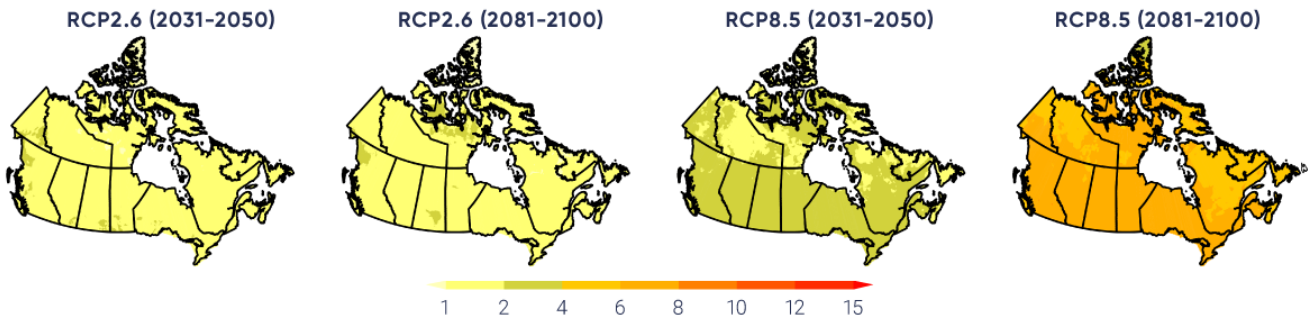 RCP2.6 (2031-2050)
RCP2.6 (2081-2100)
RCP8.5 (2031-2050)
RCP8.5 (2081-2100)
1 2 4 6 8 10 12 15